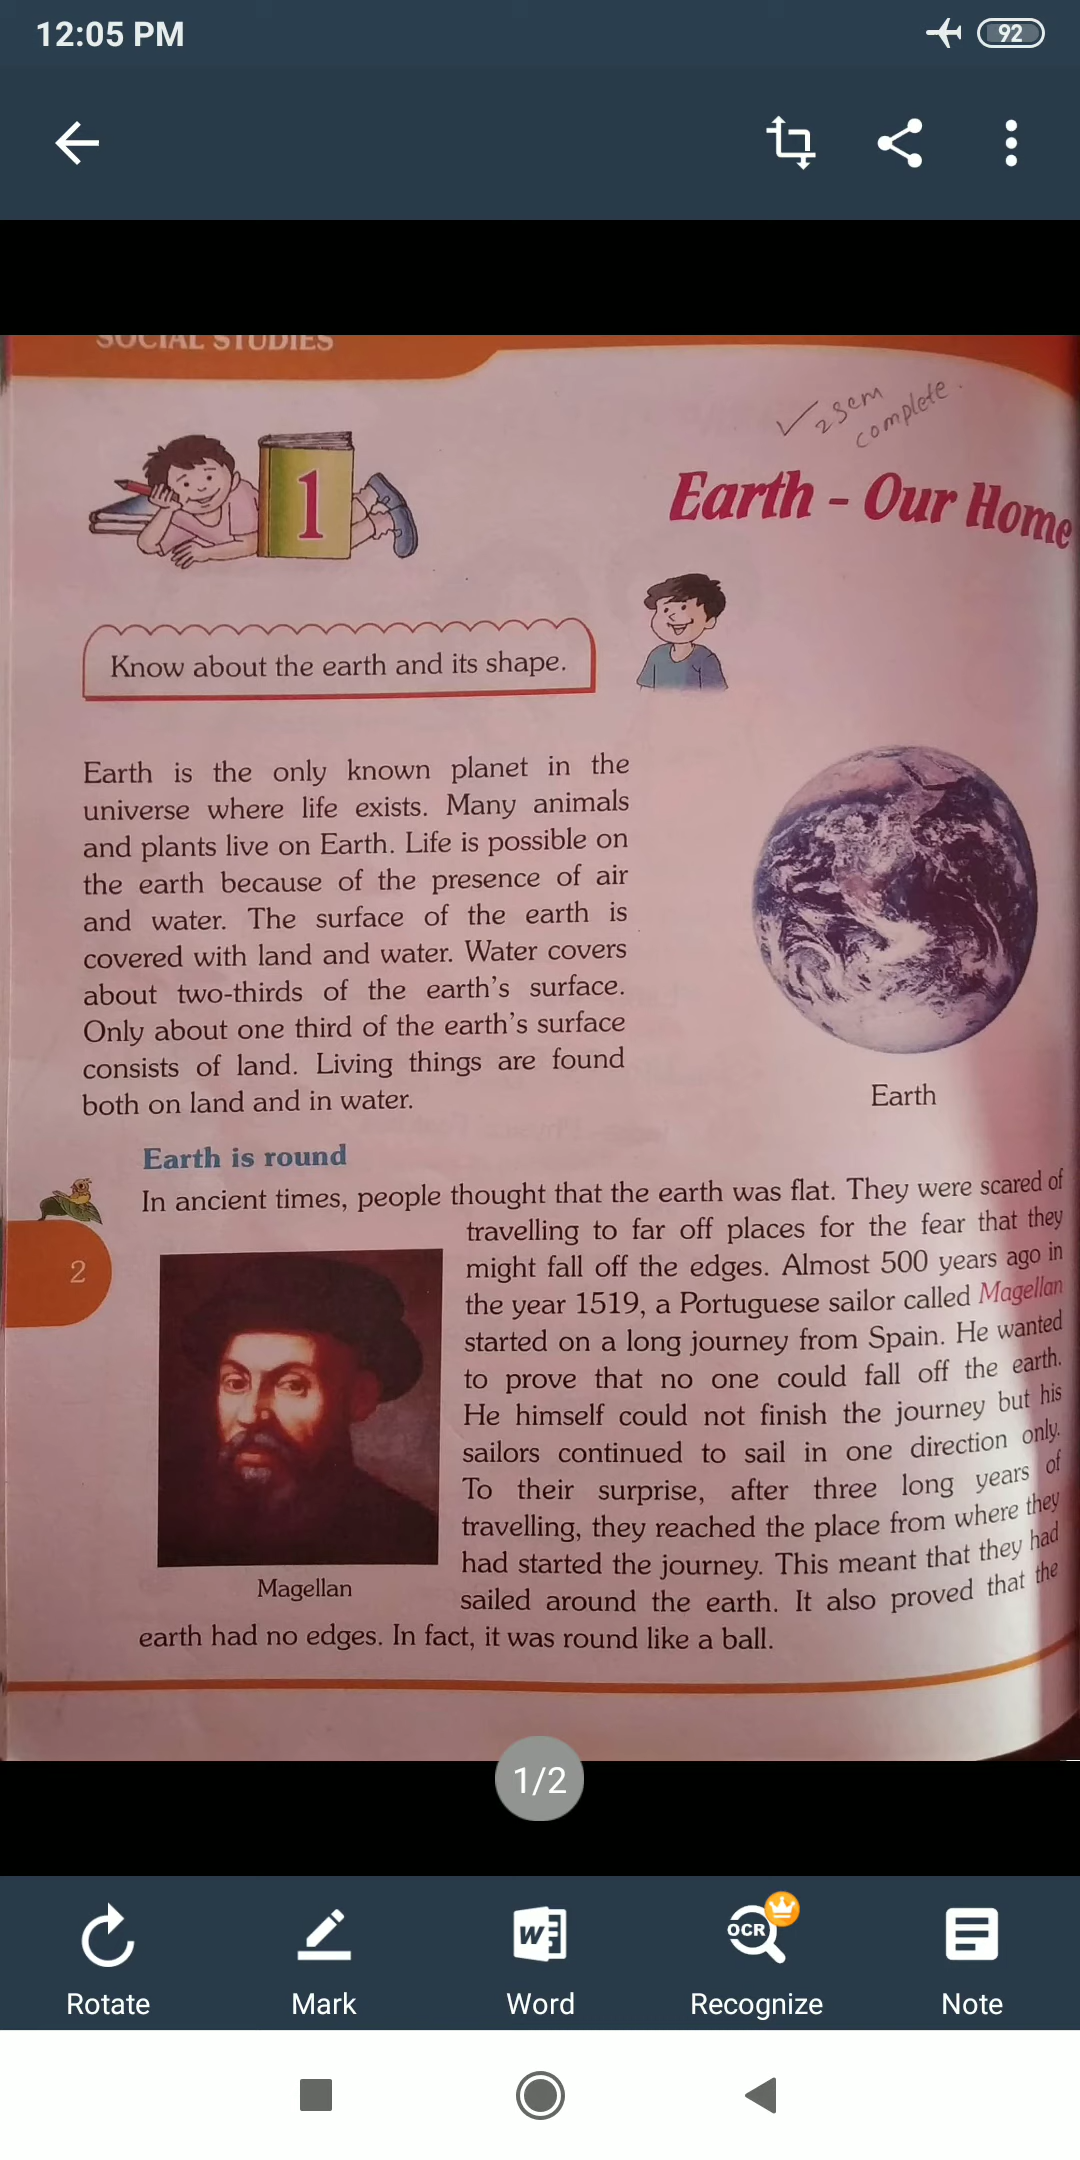 12:05 PM
92
SOCIAL STUDIES
✓ 2 sem
complete.
1
Earth - Our Home
Know about the earth and its shape.
Earth is the only known planet in the
universe where life exists. Many animals
and plants live on Earth. Life is possible on
the earth because of the presence of air
and water. The surface of the earth is
covered with land and water. Water covers
about two-thirds of the earth's surface.
Only about one third of the earth's surface
consists of land. Living things are found
both on land and in water.
Earth
Earth is round
In ancient times, people thought that the earth was flat. They were scared of
travelling to far off places for the fear that they
might fall off the edges. Almost 500 years ago in
the year 1519, a Portuguese sailor called Magellan
started on a long journey from Spain. He wanted
to prove that no one could fall off the earth.
He himself could not finish the journey but his
sailors continued to sail in one direction only.
To their surprise, after three long years of
travelling, they reached the place from where they
had started the journey. This meant that they had
sailed around the earth. It also proved that the
earth had no edges. In fact, it was round like a ball.
2
Magellan
1/2
W
OCR
Rotate
Mark
Word
Recognize
Note